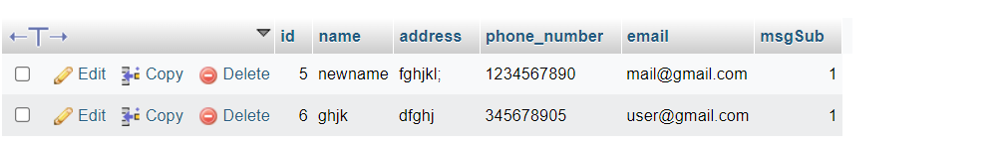 id name address phone_number email msgSub
Edit Copy Delete 5 newname fghjkl; 1234567890 mail@gmail.com 1
Edit Copy Delete 6 ghjk dfghj 345678905 user@gmail.com 1